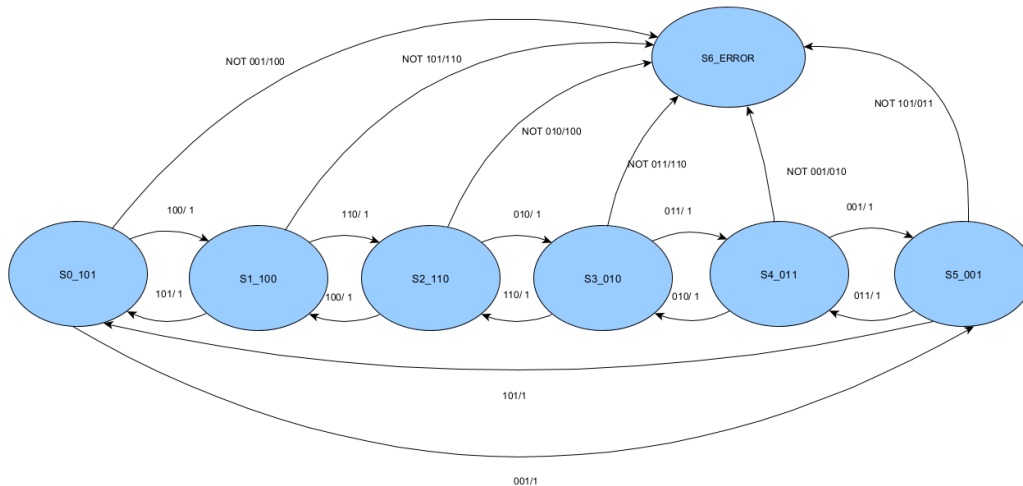 S6_ERROR
NOT 001/100
NOT 101/110
NOT 101/011
NOT 010/100
NOT 011/110
NOT 001/010
100/ 1
110/ 1
010/ 1
011/ 1
001/ 1
S0_101
S1_100
S2_110
S3_010
S4_011
S5_001
101/ 1
100/ 1
110/ 1
010/ 1
011/ 1
101/1
001/1